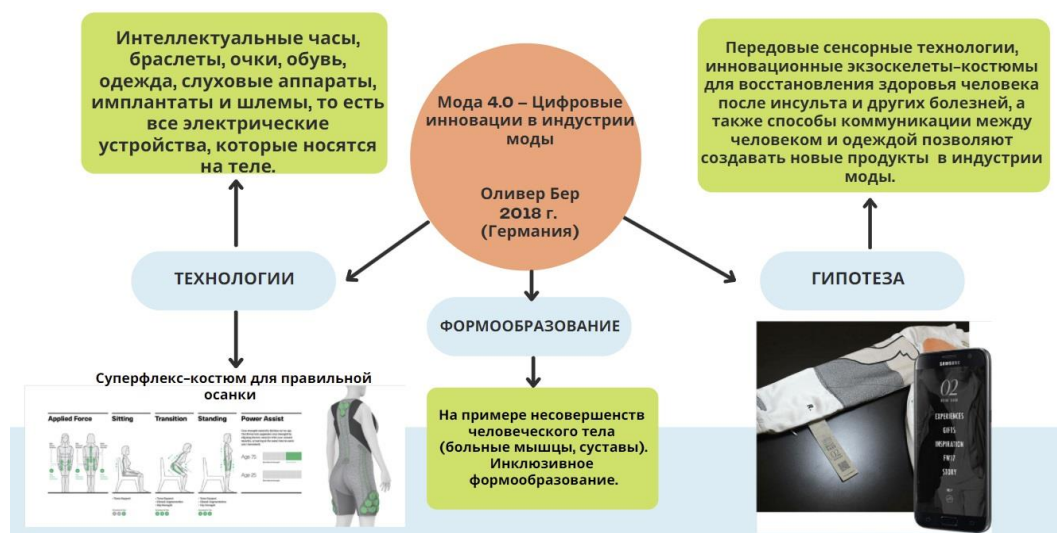 Интеллектуальные часы,
браслеты, очки, обувь,
одежда, слуховые аппараты,
имплантаты и шлемы, то есть
все электрические
устройства, которые носятся
на теле.
Мода 4.0 – Цифровые
инновации в индустрии
моды
Оливер Бер
2018 г.
(Германия)
Передовые сенсорные технологии,
инновационные экзоскелеты-костюмы
для восстановления здоровья человека
после инсульта и других болезней, а
также способы коммуникации между
человеком и одеждой позволяют
создавать новые продукты в индустрии
моды.
ТЕХНОЛОГИИ
ФОРМООБРАЗОВАНИЕ
ГИПОТЕЗА
Суперфлекс-костюм для правильной
осанки
Applied Force
Sitting
Transition
Standing
Power Assist
Age 75
Age 25
На примере несовершенств
человеческого тела
(больные мышцы, суставы).
Инклюзивное
формообразование.
SAMSUNG
02
EXPERIENCES
GIFTS
INSPIRATION
FW17
STORY